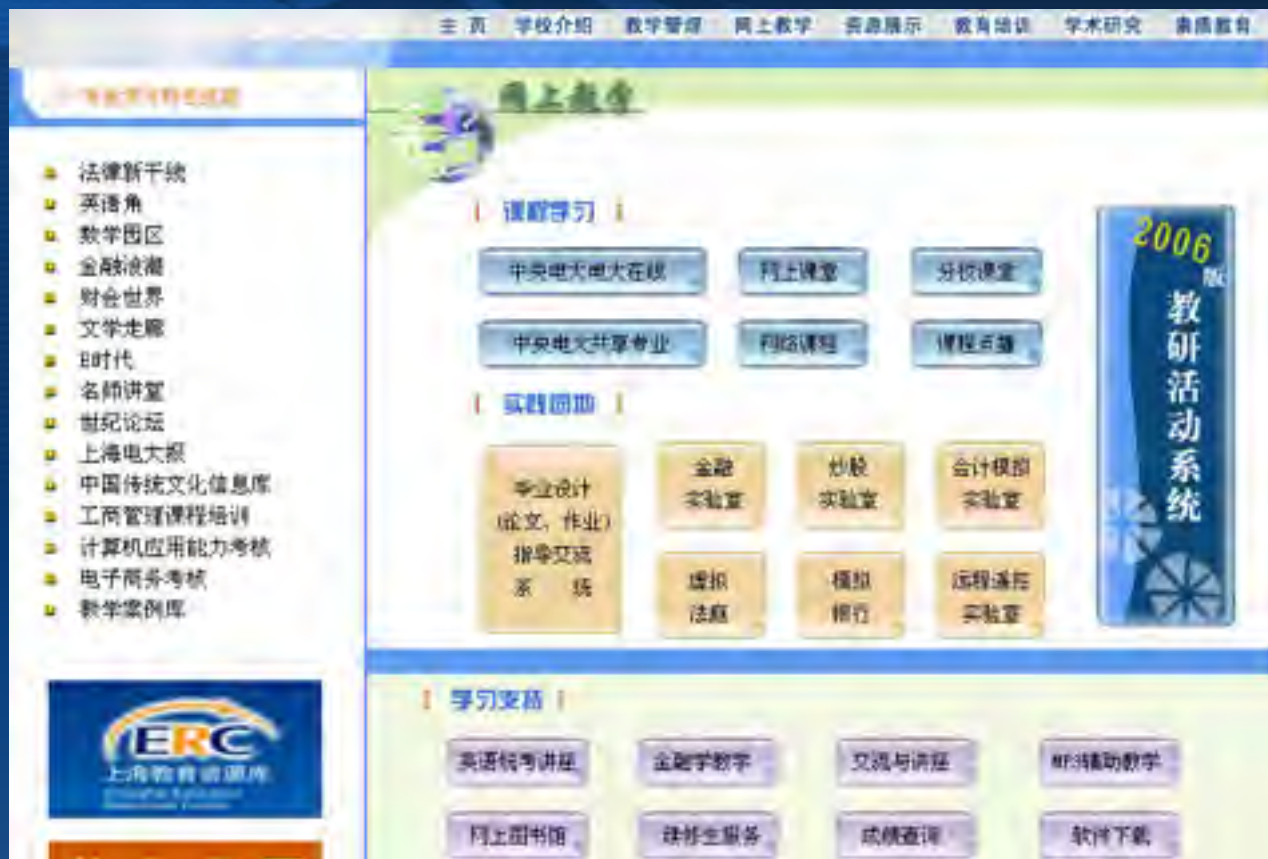 主 页 学校介绍 教学管理 网上教学 资源展示 教育培训 学术研究 素质教育
网上教学
法律新干线
英语角
数学园区
金融浪潮
财会世界
文学走廊
E时代
名师讲堂
世纪论坛
上海电大报
中国传统文化信息库
工商管理课程培训
计算机应用能力考核
电子商务考核
教学案例库
课程学习
中央电大电大在线 网上课堂 分校课堂
中央电大共享专业 网络课程 课程点播
实践园地
毕业设计
(论文、作业)
指导交流
系 统
金融
实验室
炒股
实验室
会计模拟
实验室
虚拟
法庭
模拟
银行
远程遥控
实验室
2006
版
教研活动系统
学习支持
英语统考讲座 金融学教学 交流与讲座 MP3辅助教学
网上图书馆 进修生服务 成绩查询 软件下载
ERC
上海教育资源库